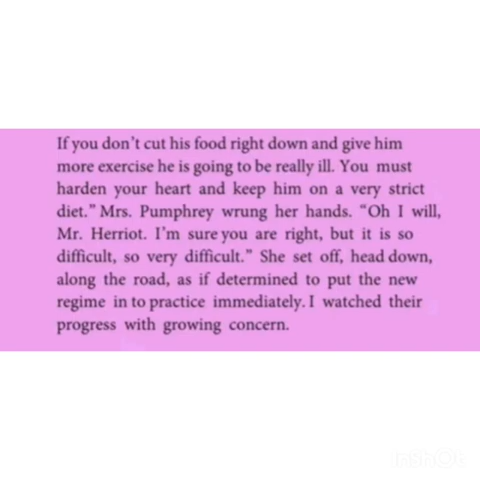 If you don't cut his food right down and give him
more exercise he is going to be really ill. You must
harden your heart and keep him on a very strict
diet." Mrs. Pumphrey wrung her hands. "Oh I will,
Mr. Herriot. I'm sure you are right, but it is so
difficult, so very difficult." She set off, head down,
along the road, as if determined to put the new
regime in to practice immediately. I watched their
progress with growing concern.
InShOt